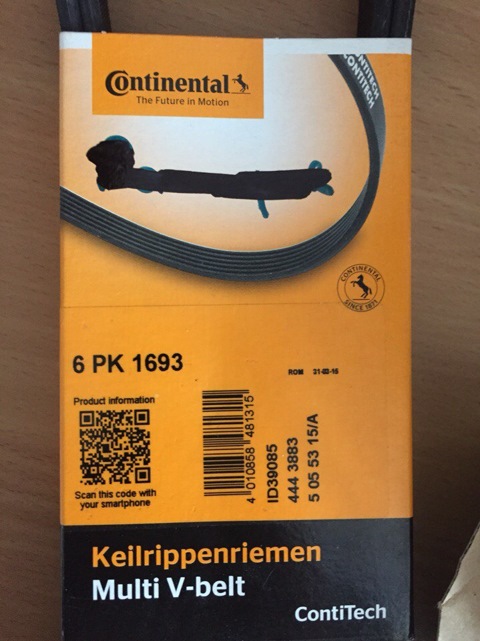 Continental
The Future in Motion
CONTITECH
CONTITECH
CONTINENTAL
SINCE 1871
6 PK 1693
ROM 31-03-15
Product information
Scan this code with
your smartphone
4 010858 481315
ID39085
444 3883
5 05 53 15/A
Keilrippenriemen
Multi V-belt
ContiTech